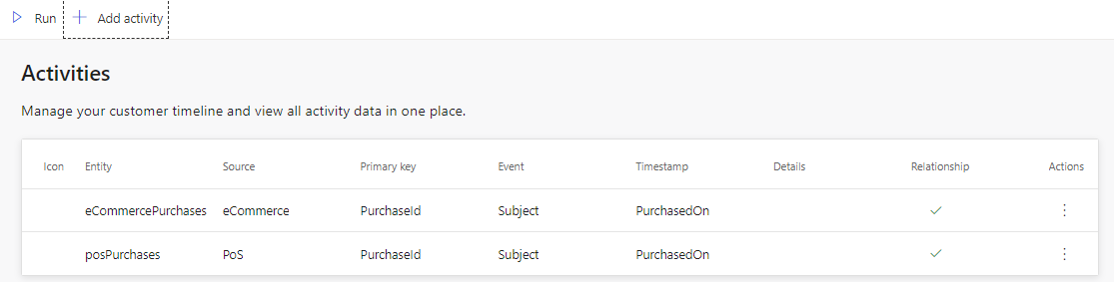 Run Add activity
Activities
Manage your customer timeline and view all activity data in one place.
Icon Entity Source Primary key Event Timestamp Details Relationship Actions
eCommercePurchases eCommerce PurchaseId Subject PurchasedOn
posPurchases PoS PurchaseId Subject PurchasedOn